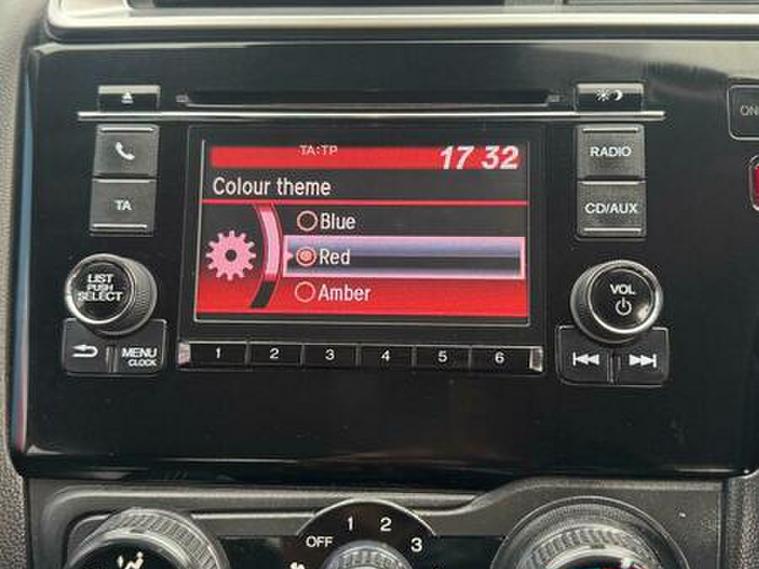 TA:TP
17 32
Colour theme
Blue
Red
Amber
TA
RADIO
CD/AUX
LIST
PUSH
SELECT
VOL
MENU
CLOCK
1 2 3 4 5 6
ON
OFF 1 2 3